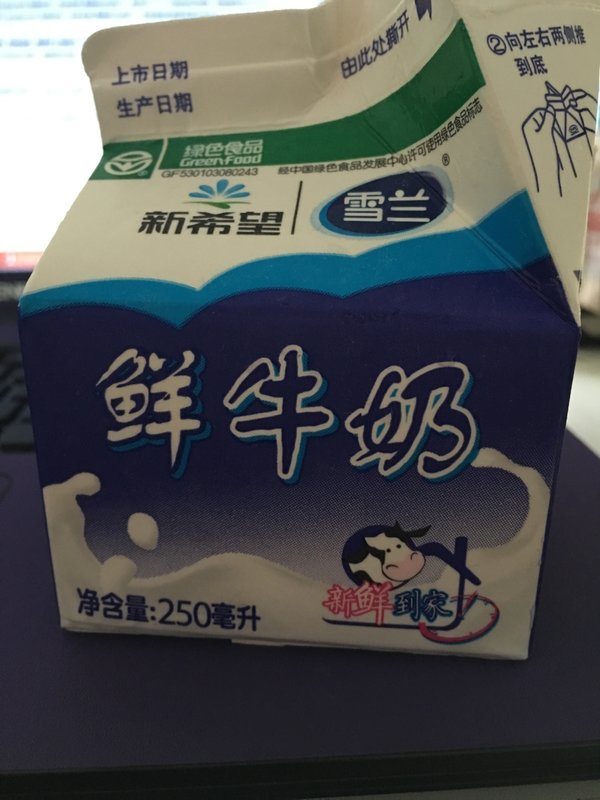 上市日期
生产日期
由此处撕开
②向左右两侧推
到底
绿色食品
Green Food
GF530103080243
经中国绿色食品发展中心许可使用绿色食品标志
新希望
雪兰®
鲜牛奶
净含量:250毫升
新鲜到家